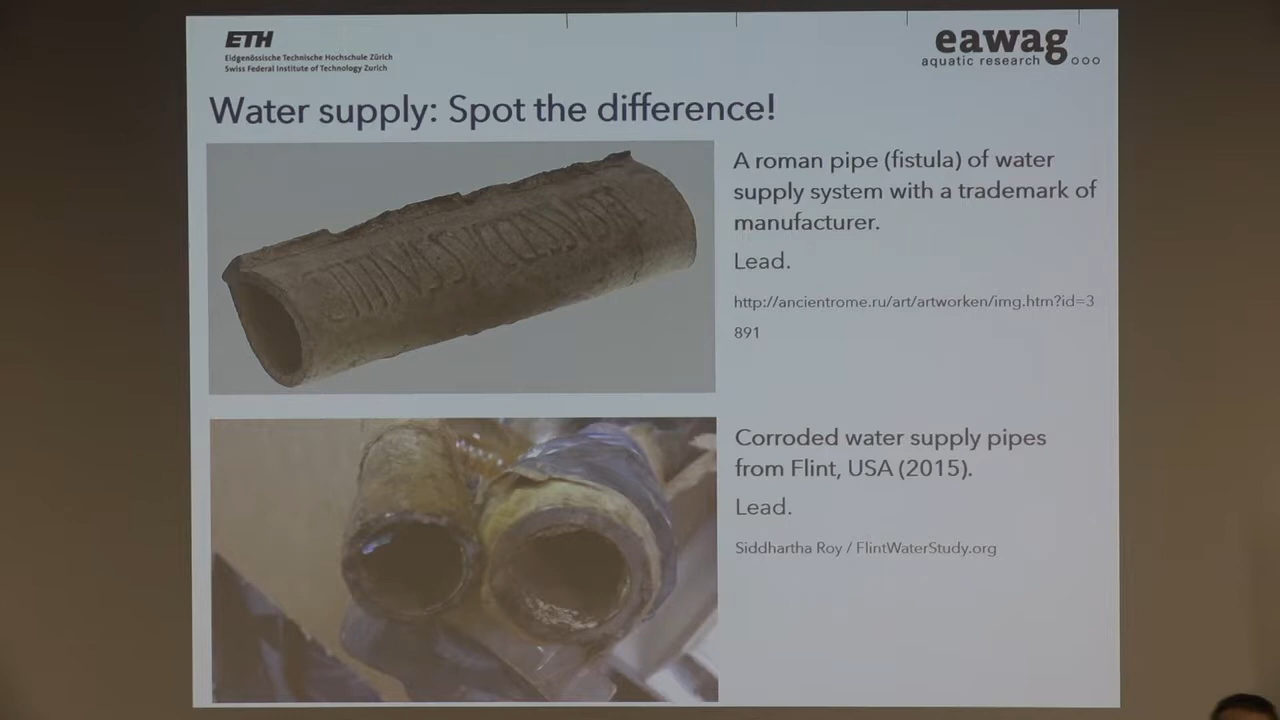 ETH
Eidgenössische Technische Hochschule Zürich
Swiss Federal Institute of Technology Zurich
eawag
aquatic research
Water supply: Spot the difference!
A roman pipe (fistula) of water
supply system with a trademark of
manufacturer.
Lead.
http://ancientrome.ru/art/artworken/img.htm?id=3
891
Corroded water supply pipes
from Flint, USA (2015).
Lead.
Siddhartha Roy / FlintWaterStudy.org